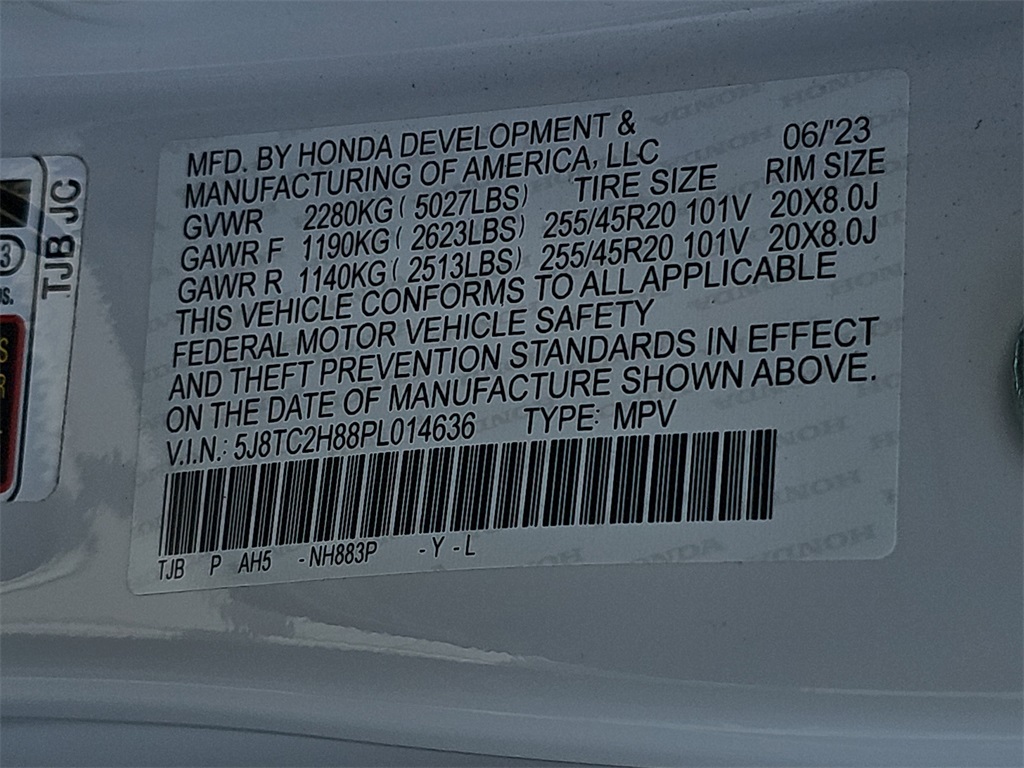 MFD. BY HONDA DEVELOPMENT &
MANUFACTURING OF AMERICA, LLC 06/'23
GVWR 2280KG ( 5027LBS) TIRE SIZE RIM SIZE
GAWR F 1190KG ( 2623LBS) 255/45R20 101V 20X8.0J
GAWR R 1140KG ( 2513LBS) 255/45R20 101V 20X8.0J
THIS VEHICLE CONFORMS TO ALL APPLICABLE
FEDERAL MOTOR VEHICLE SAFETY
AND THEFT PREVENTION STANDARDS IN EFFECT
ON THE DATE OF MANUFACTURE SHOWN ABOVE.
V.I.N.: 5J8TC2H88PL014636 TYPE: MPV
TJB P AH5 -NH883P -Y -L
TJB JC
3